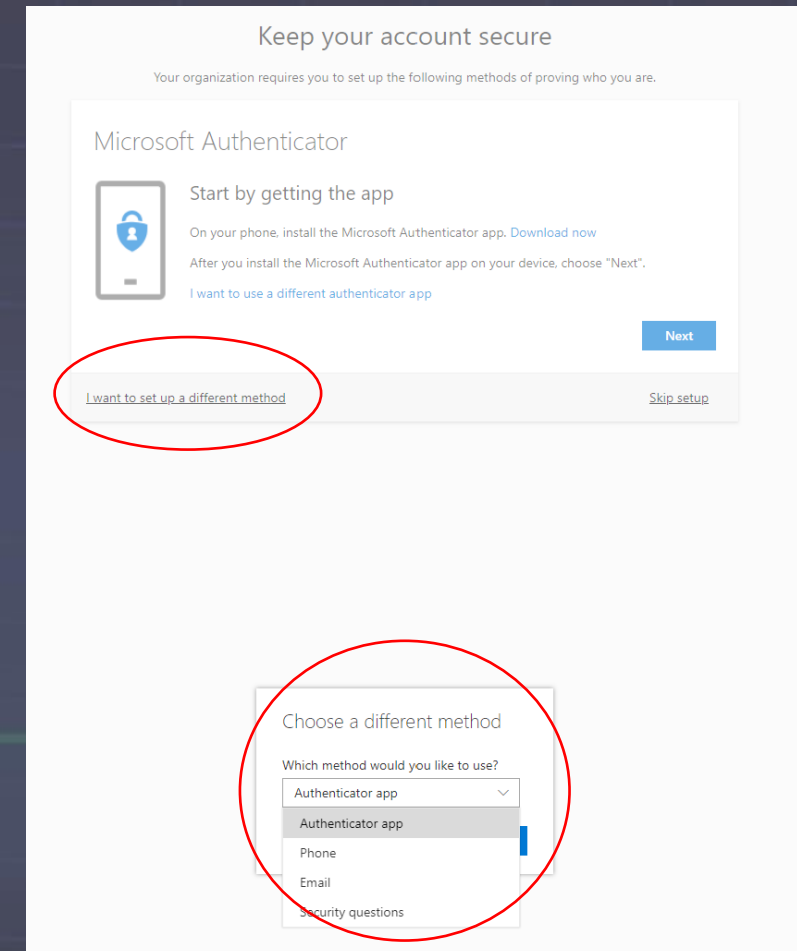 Keep your account secure
Your organization requires you to set up the following methods of proving who you are.
Microsoft Authenticator
Start by getting the app
On your phone, install the Microsoft Authenticator app. Download now
After you install the Microsoft Authenticator app on your device, choose "Next".
I want to use a different authenticator app
Next
I want to set up a different method
Skip setup
Choose a different method
Which method would you like to use?
Authenticator app
Authenticator app
Phone
Email
Security questions